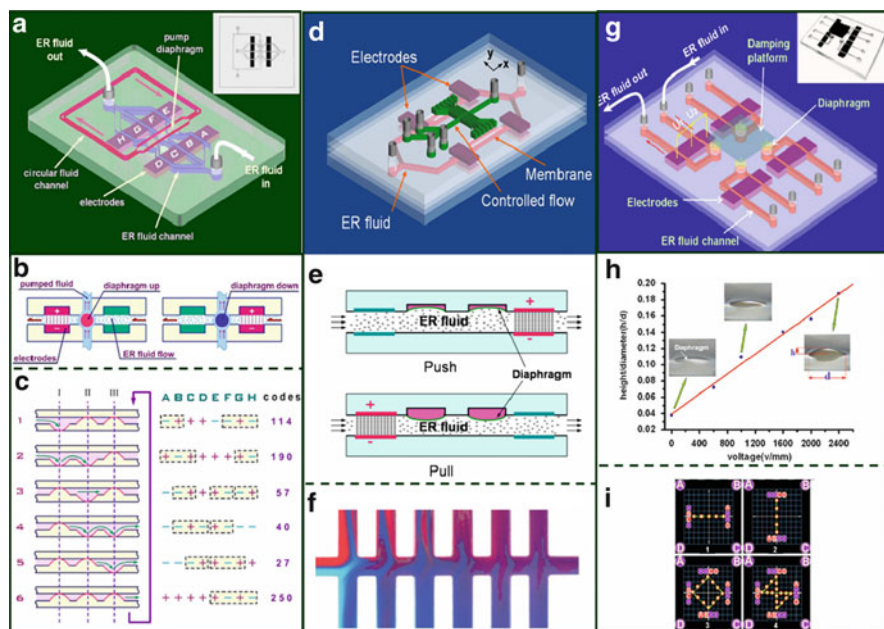 a
ER fluid
out
pump
diaphragm
H G F E
D C B A
ER fluid
in
circular fluid
channel
electrodes
ER fluid channel
b
pumped fluid
diaphragm up
diaphragm down
electrodes
ER fluid flow
c
I II III
A B C D E F G H codes
1 - + + + - - + - 114
2 190
3 57
4 40
5 27
6 + + + + + - + - 250
d
y
x
Electrodes
Membrane
Controlled flow
ER fluid
e
+
ER fluid
-
Push
Diaphragm
+
ER fluid
-
Pull
f
g
ER fluid in
ER fluid out
Damping
platform
Diaphragm
Electrodes
ER fluid channel
h
height/diameter(h/d)
0.20
0.18
0.16
0.14
0.12
0.10
0.08
0.06
0.04
0.02
Diaphragm
h
d
0 400 800 1200 1600 2000 2400
voltage(v/mm)
i
A B
D C
1
A B
D C
2
A B
D C
3
A B
D C
4